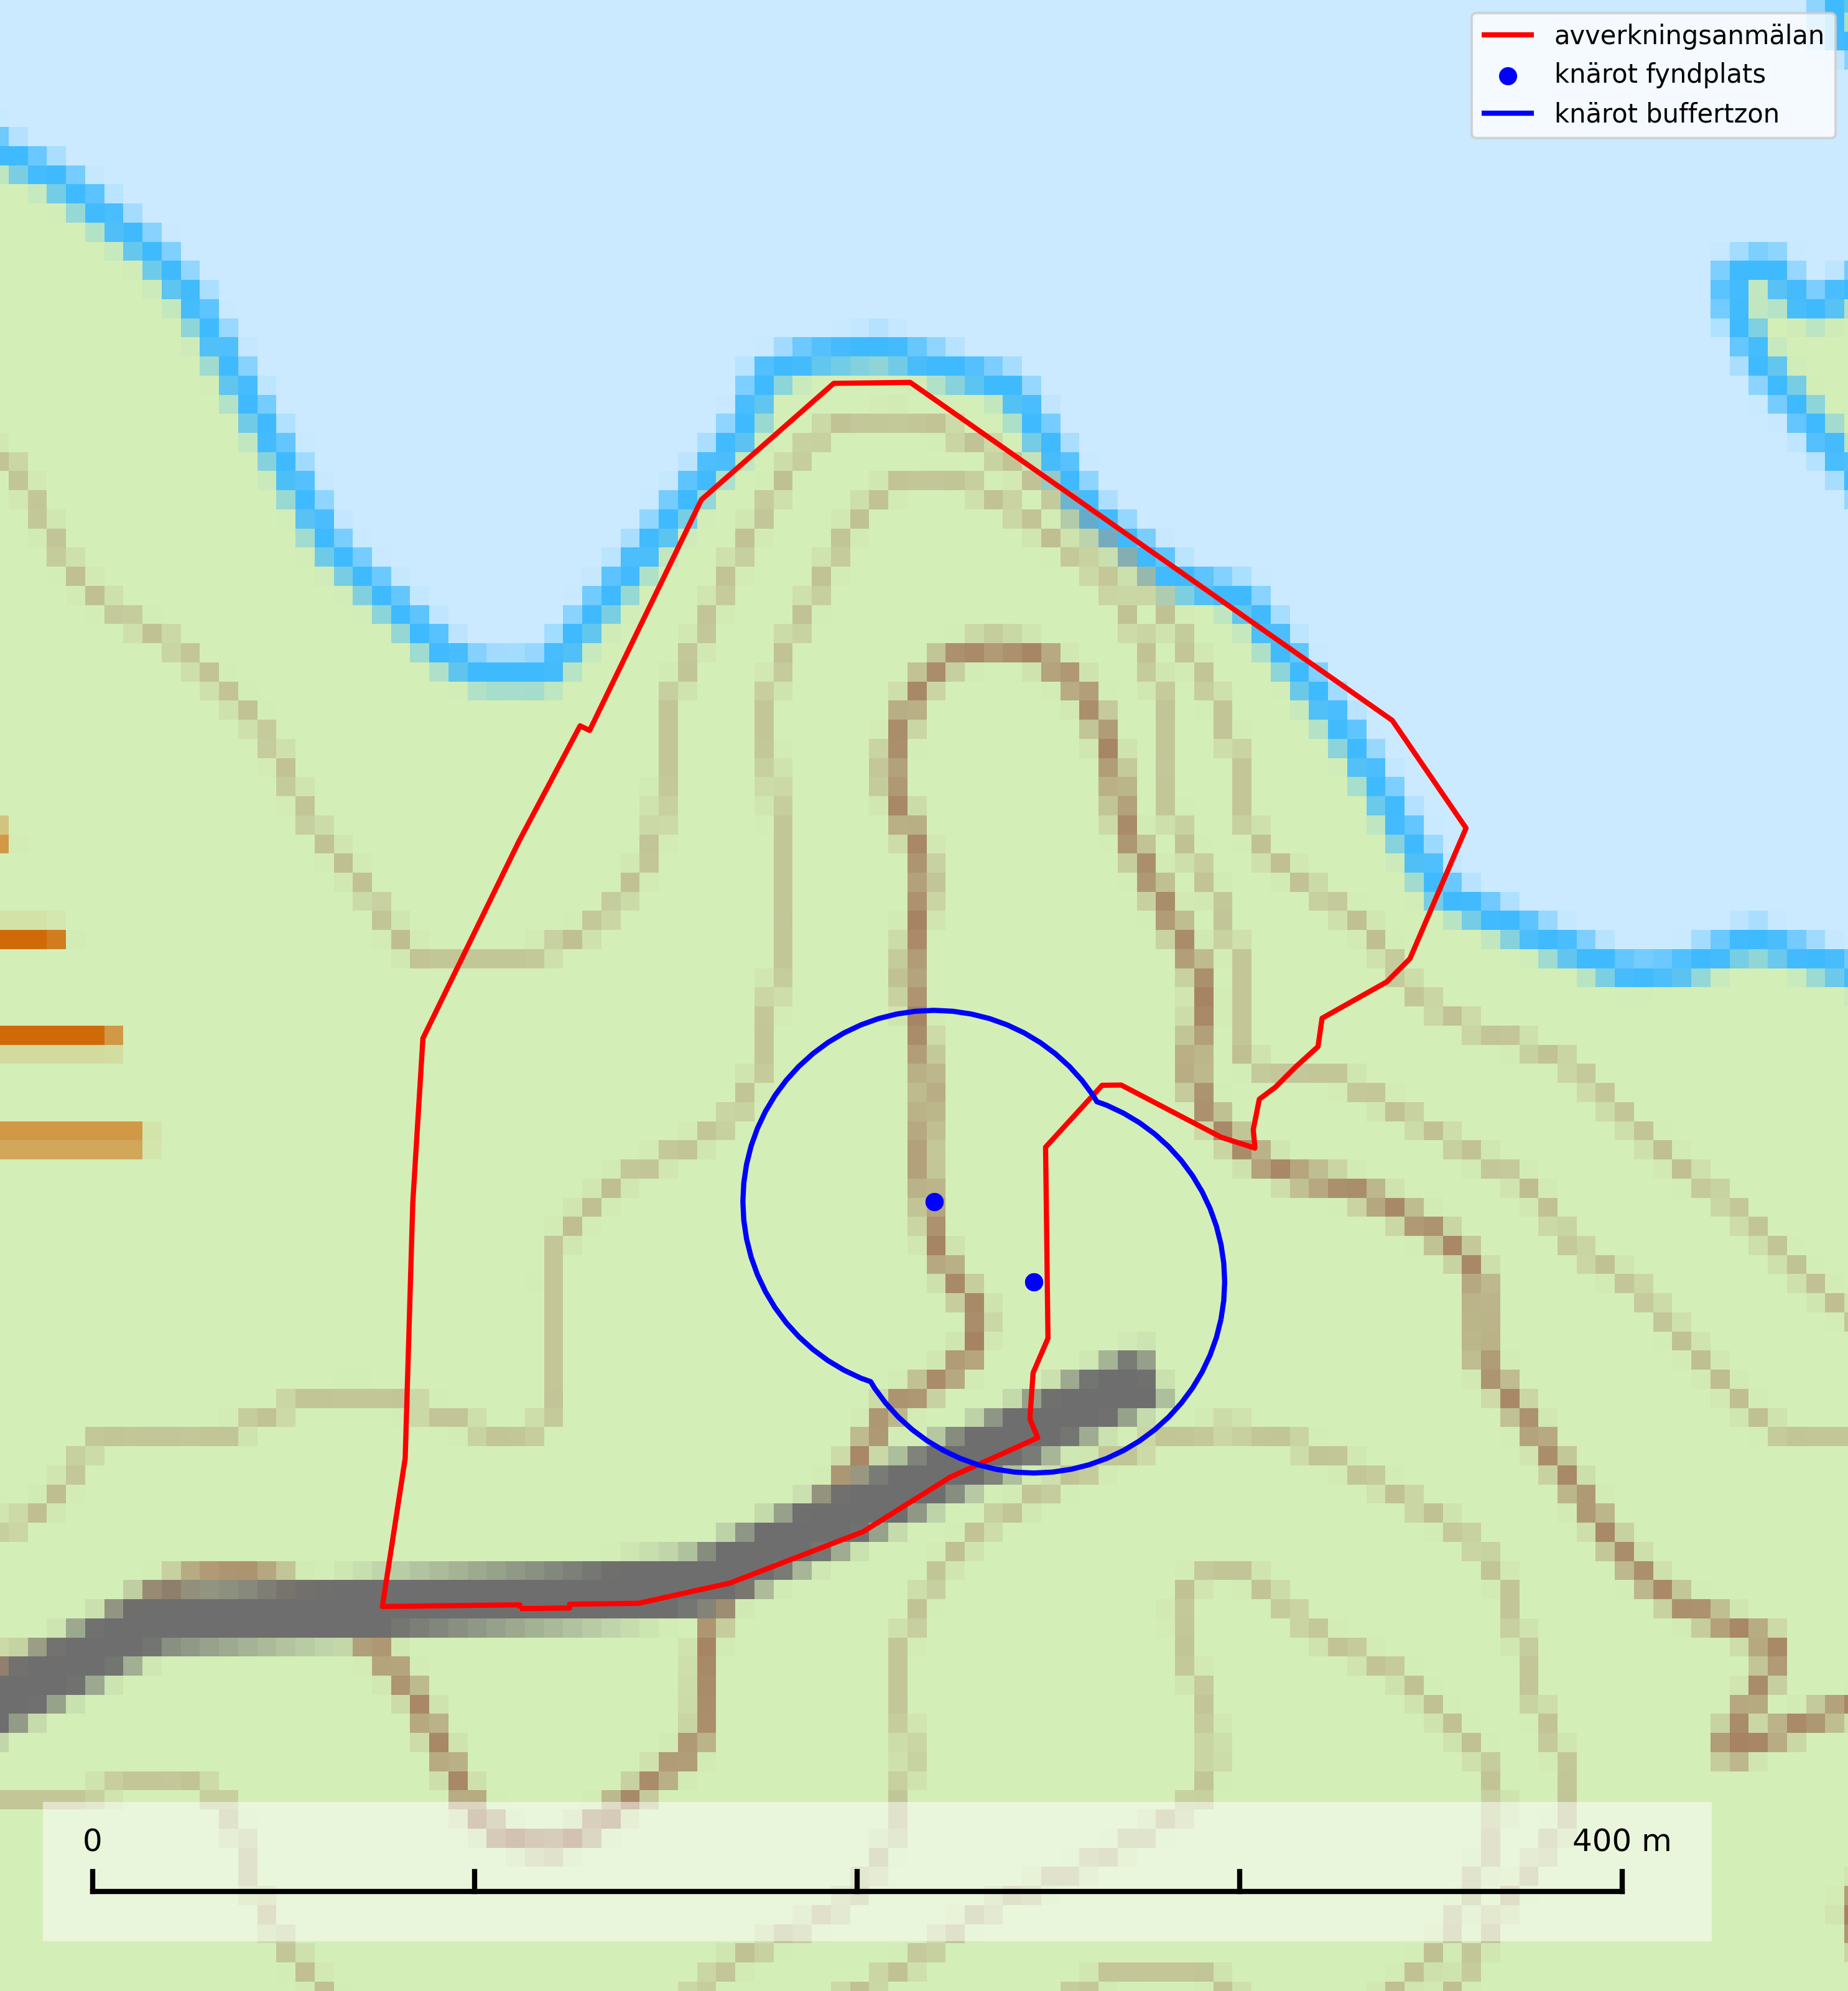 avverkningsanmälan
knärot fyndplats
knärot buffertzon
0 400 m